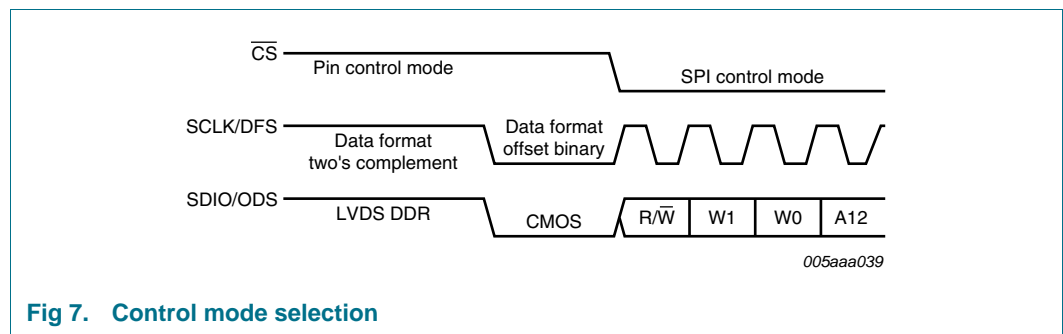 CS
Pin control mode
SPI control mode
SCLK/DFS
Data format
two's complement
Data format
offset binary
SDIO/ODS
LVDS DDR
CMOS
R/W
W1
W0
A12
005aaa039
Fig 7. Control mode selection